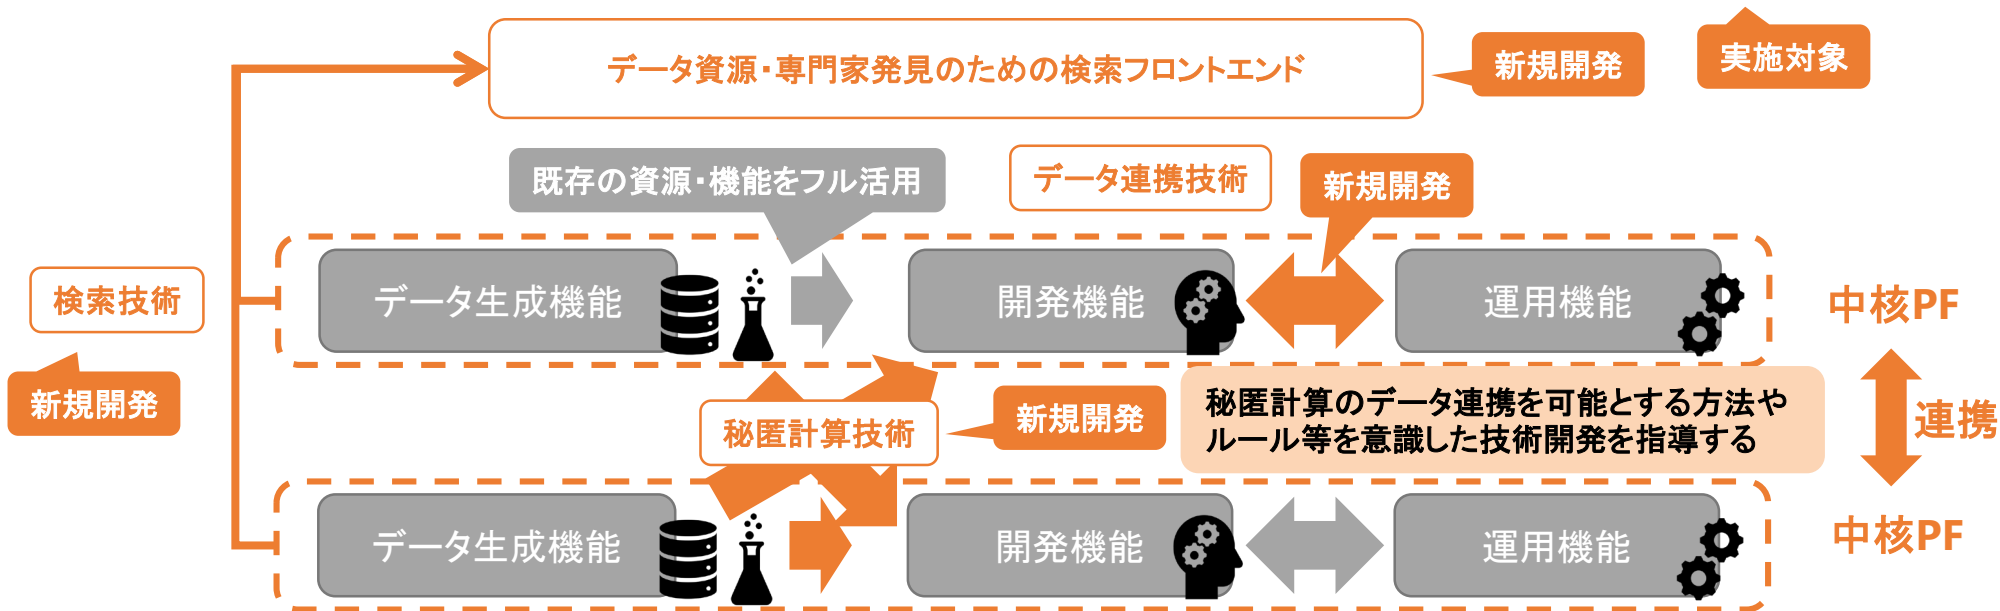 データ資源・専門家発見のための検索フロントエンド
新規開発
実施対象
既存の資源・機能をフル活用
データ連携技術
新規開発
検索技術
新規開発
データ生成機能
開発機能
運用機能
中核PF
秘匿計算技術
新規開発
秘匿計算のデータ連携を可能とする方法や
ルール等を意識した技術開発を指導する
連携
データ生成機能
開発機能
運用機能
中核PF